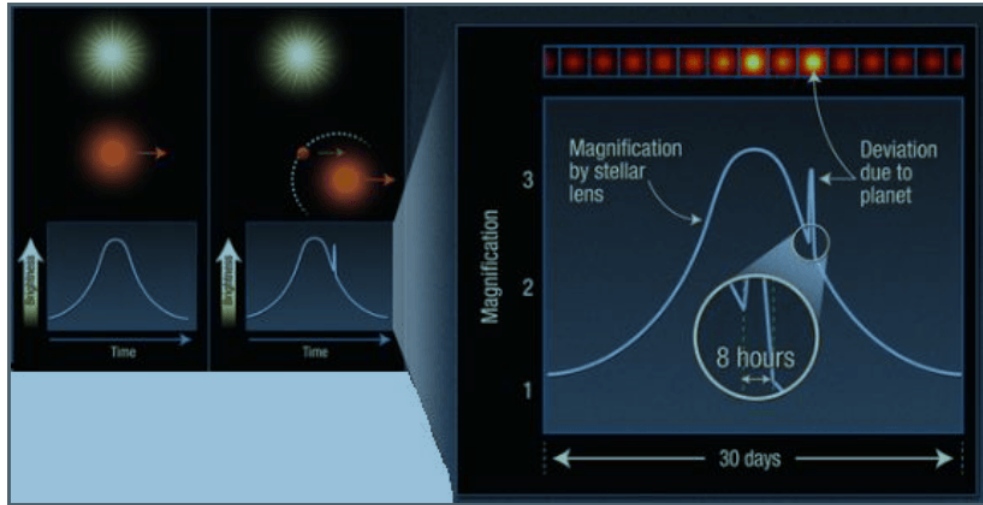 Brightness
Time
Brightness
Time
Magnification
3
2
1
Magnification
by stellar
lens
Deviation
due to
planet
8 hours
30 days